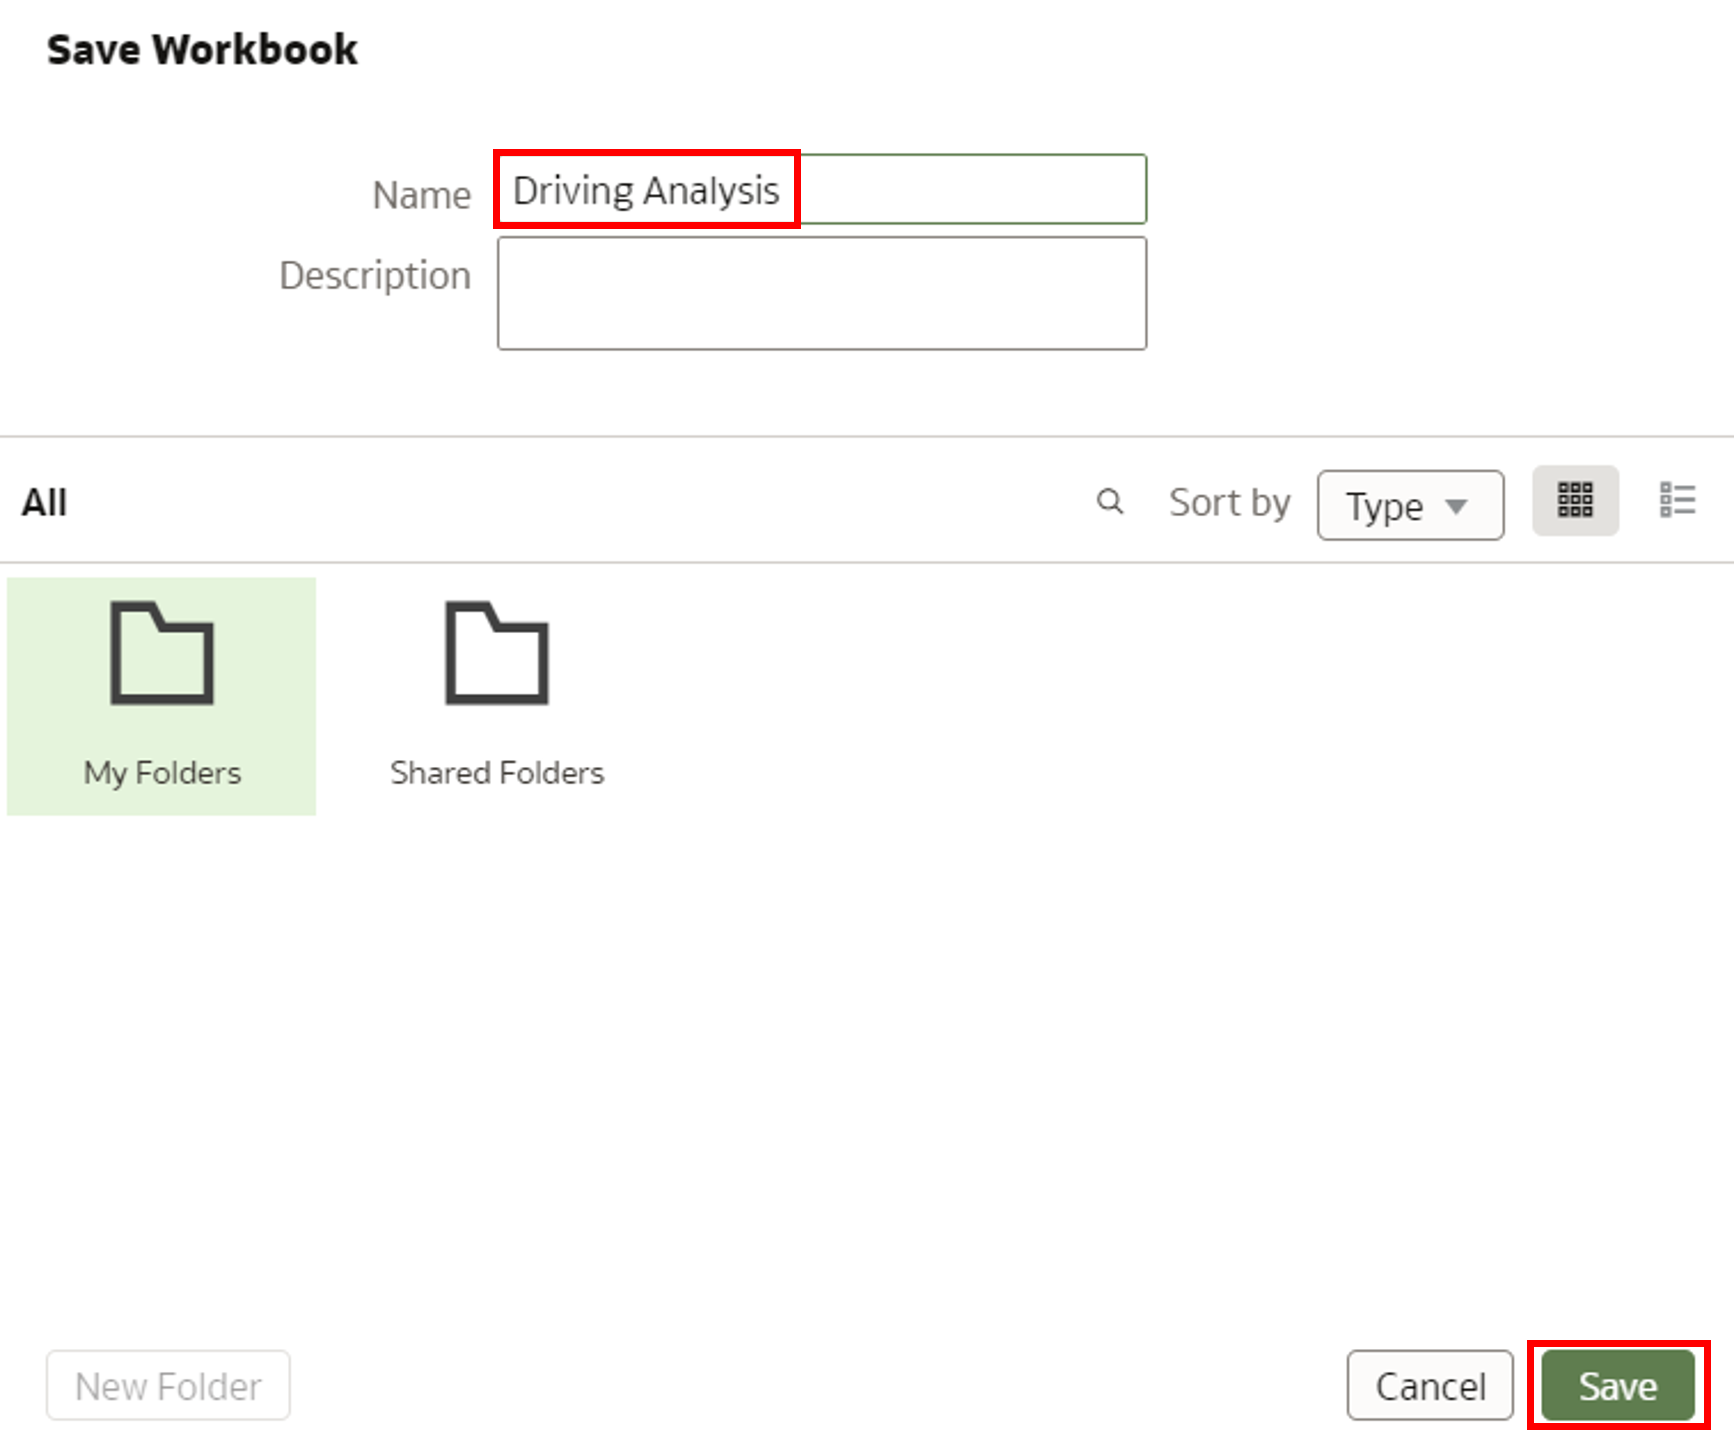 Save Workbook
Name Driving Analysis
Description
All Sort by Type
My Folders Shared Folders
New Folder Cancel Save